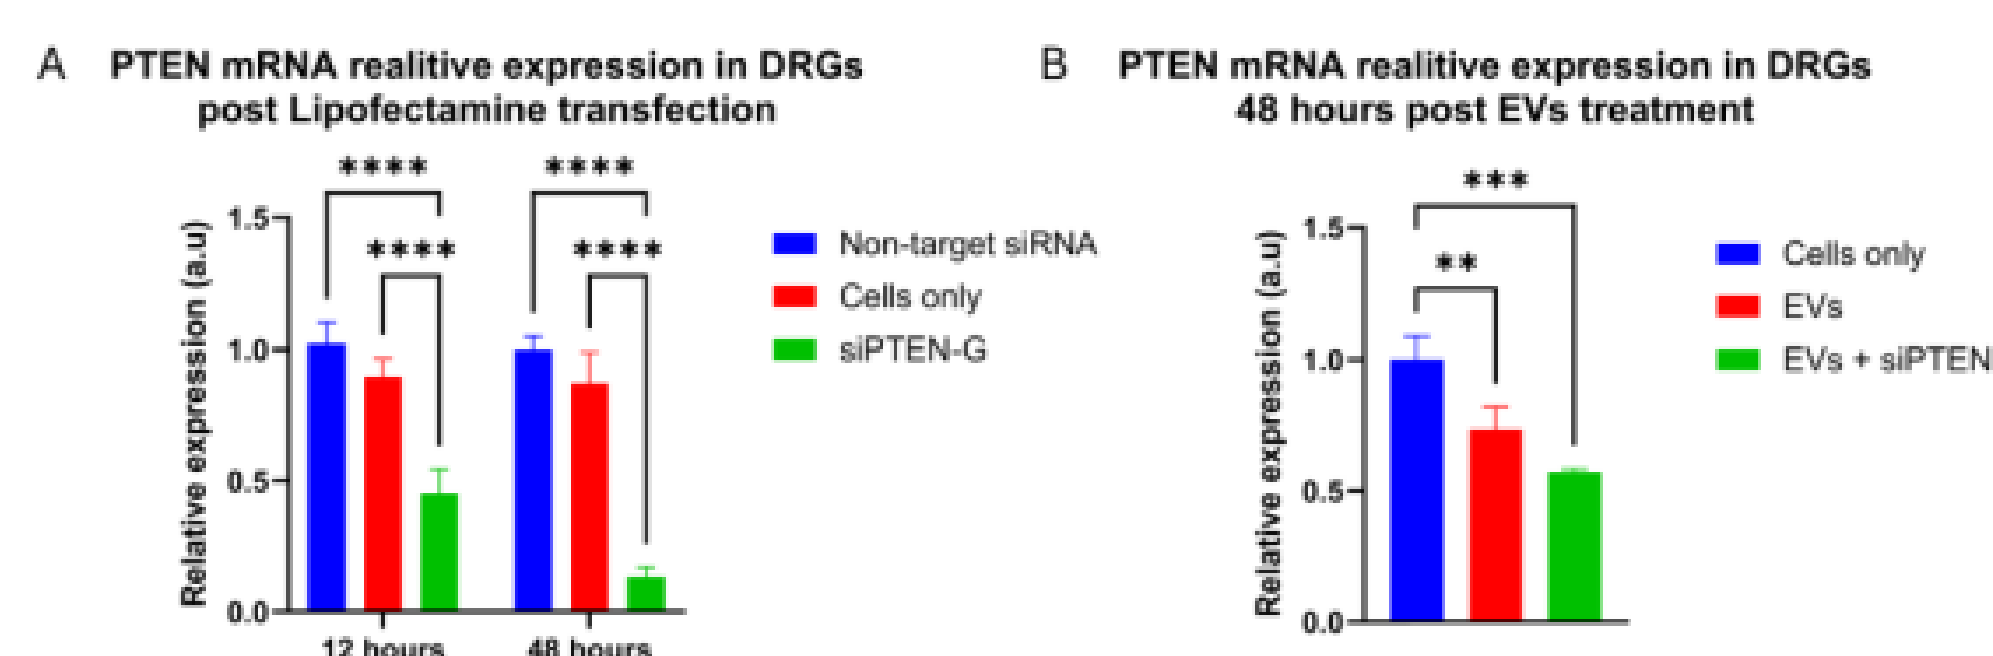 A
PTEN mRNA realitive expression in DRGs
post Lipofectamine transfection
****
****
****
****
Relative expression (a.u)
1.5
1.0
0.5
0.0
12 hours
48 hours
Non-target siRNA
Cells only
siPTEN-G
B
PTEN mRNA realitive expression in DRGs
48 hours post EVs treatment
***
**
Relative expression (a.u)
1.5
1.0
0.5
0.0
Cells only
EVs
EVs + siPTEN